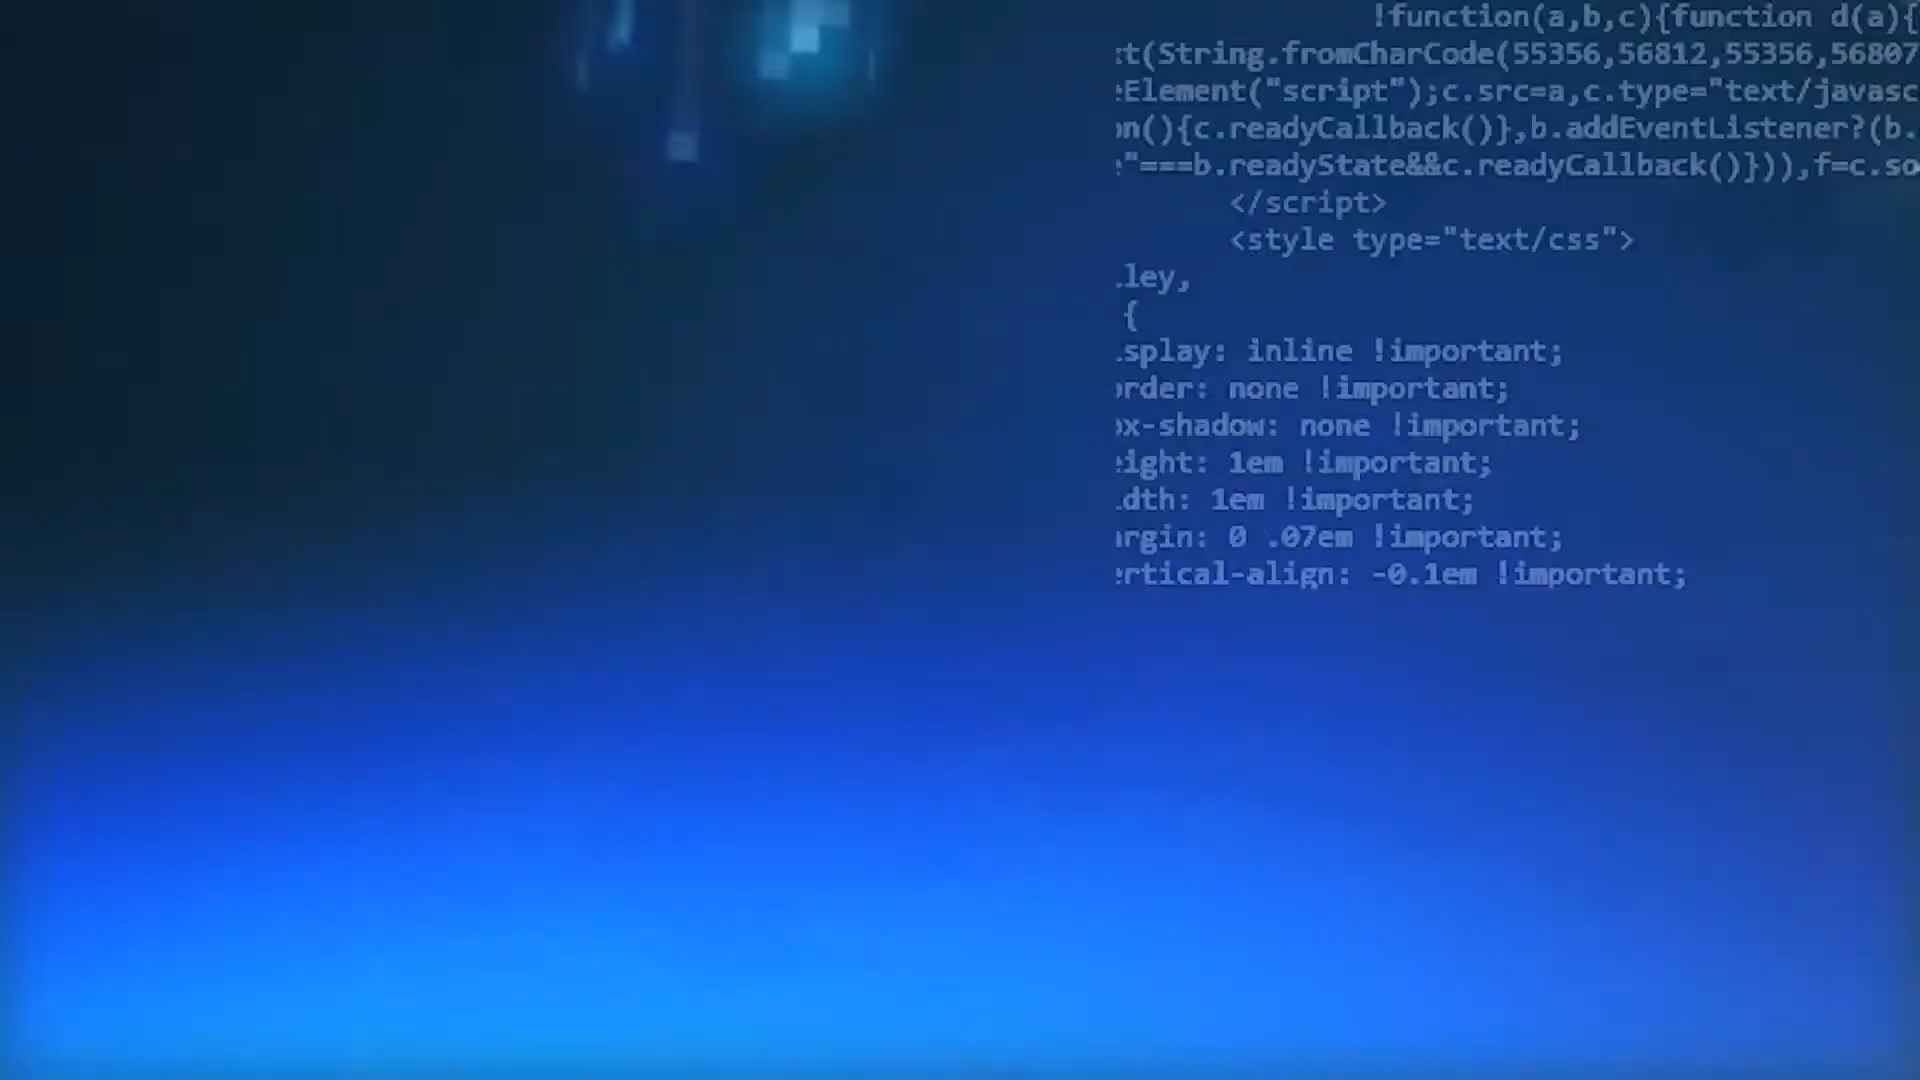 !function(a,b,c){function d(a){
t(String.fromCharCode(55356,56812,55356,56807
Element("script");c.src=a,c.type="text/javasc
n(){c.readyCallback()},b.addEventListener?(b.
"===b.readyState&&c.readyCallback()})),f=c.so
</script>
<style type="text/css">
ley,
{
splay: inline !important;
rder: none !important;
x-shadow: none !important;
ight: 1em !important;
dth: 1em !important;
rgin: 0 .07em !important;
rtical-align: -0.1em !important;